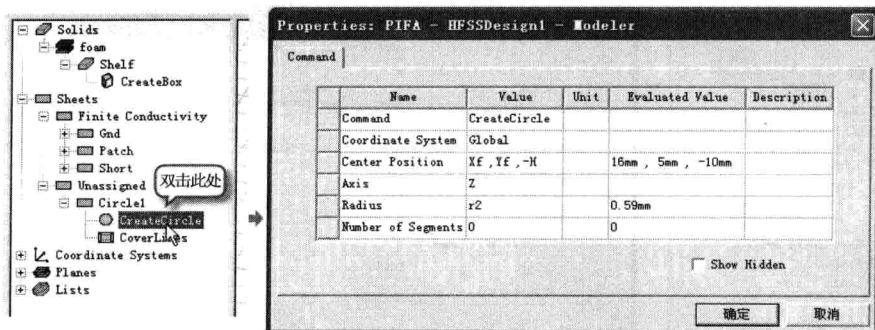 Solids
foam
Shelf
CreateBox
Sheets
Finite Conductivity
Gnd
Patch
Short
Unassigned
双击此处
Circle1
CreateCircle
CoverLines
Coordinate Systems
Planes
Lists
Properties: PIFA - HFSSDesign1 - Modeler
Command
Name Value Unit Evaluated Value Description
Command CreateCircle
Coordinate System Global
Center Position Xf ,Yf ,-H 16mm , 5mm , -10mm
Axis Z
Radius r2 0.59mm
Number of Segments 0 0
Show Hidden
确定 取消